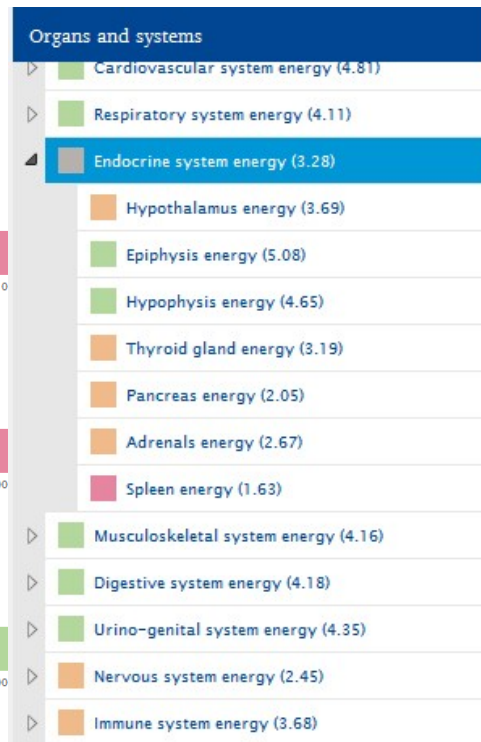 Organs and systems
Cardiovascular system energy (4.81)
Respiratory system energy (4.11)
Endocrine system energy (3.28)
Hypothalamus energy (3.69)
Epiphysis energy (5.08)
Hypophysis energy (4.65)
Thyroid gland energy (3.19)
Pancreas energy (2.05)
Adrenals energy (2.67)
Spleen energy (1.63)
Musculoskeletal system energy (4.16)
Digestive system energy (4.18)
Urino-genital system energy (4.35)
Nervous system energy (2.45)
Immune system energy (3.68)